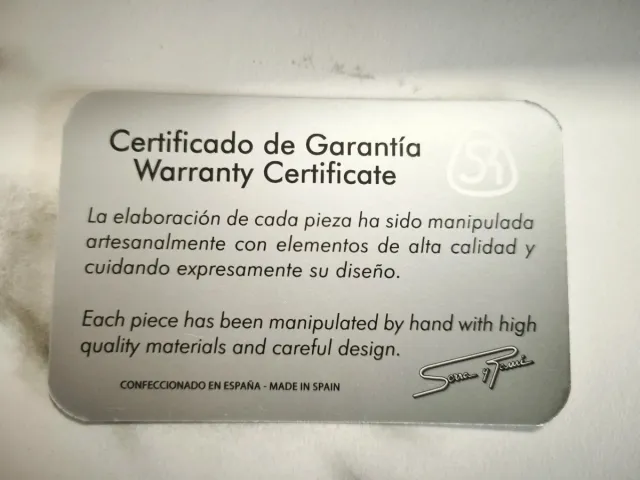 Certificado de Garantía
Warranty Certificate
La elaboración de cada pieza ha sido manipulada
artesanalmente con elementos de alta calidad y
cuidando expresamente su diseño.
Each piece has been manipulated by hand with high
quality materials and careful design.
CONFECCIONADO EN ESPAÑA - MADE IN SPAIN
Serra y